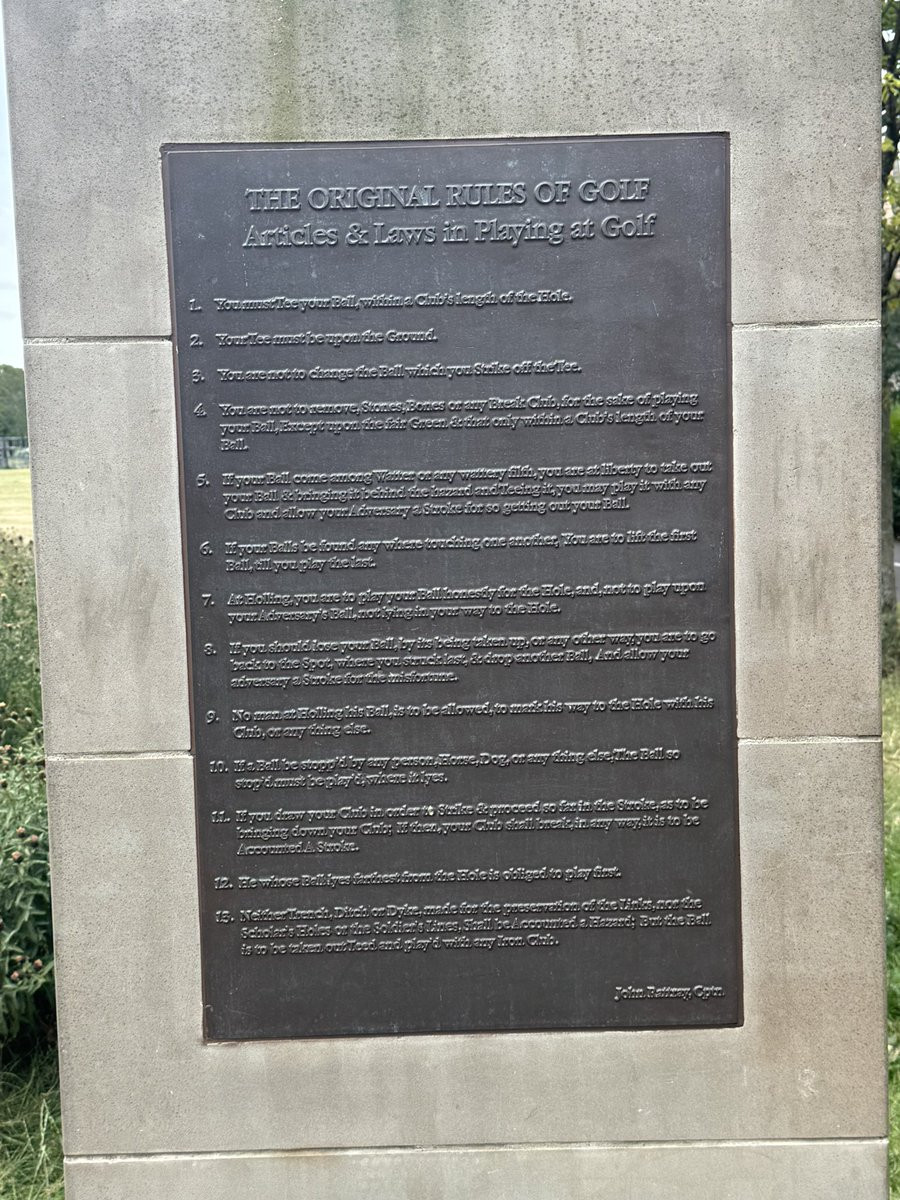 THE ORIGINAL RULES OF GOLF
Articles & Laws in Playing at Golf
1. You must Tee your Ball, within a Club's length of the Hole.
2. Your Tee must be upon the Ground.
3. You are not to change the Ball which you Strike off the Tee.
4. You are not to remove, Stones, Bones or any Break Club, for the sake of playing
your Ball, Except upon the fair Green & that only within a Club's length of your
Ball.
5. If your Ball come among Watter or any wattery filth, you are at liberty to take out
your Ball & bringing it behind the hazard and Teeing it, you may play it with any
Club and allow your Adversary a Stroke for so getting out your Ball.
6. If your Balls be found any where touching one another, You are to lift the first
Ball, till you play the last.
7. At Holling, you are to play your Ball honestly for the Hole, and, not to play upon
your Adversary's Ball, not lying in your way to the Hole.
8. If you should lose your Ball, by its being taken up, or any other way, you are to go
back to the Spot, where you struck last, & drop another Ball, And allow your
adversary a Stroke for the misfortune.
9. No man at Holling his Ball, is to be allowed, to mark his way to the Hole with his
Club, or any thing else.
10. If a Ball be stopp'd by any person, Horse, Dog, or any thing else, The Ball so
stop'd must be play'd, where it lyes.
11. If you draw your Club in order to Strike & proceed so far in the Stroke, as to be
bringing down your Club; If then, your Club shall break, in any way, it is to be
Accounted A Stroke.
12. He whose Ball lyes farthest from the Hole is obliged to play first.
13. Neither Trench, Ditch or Dyke, made for the preservation of the Links, nor the
Scholar's Holes or the Soldier's Lines, Shall be Accounted a Hazard; But the Ball
is to be taken out Teed and play'd with any Iron Club.
John Rattray, Cptn